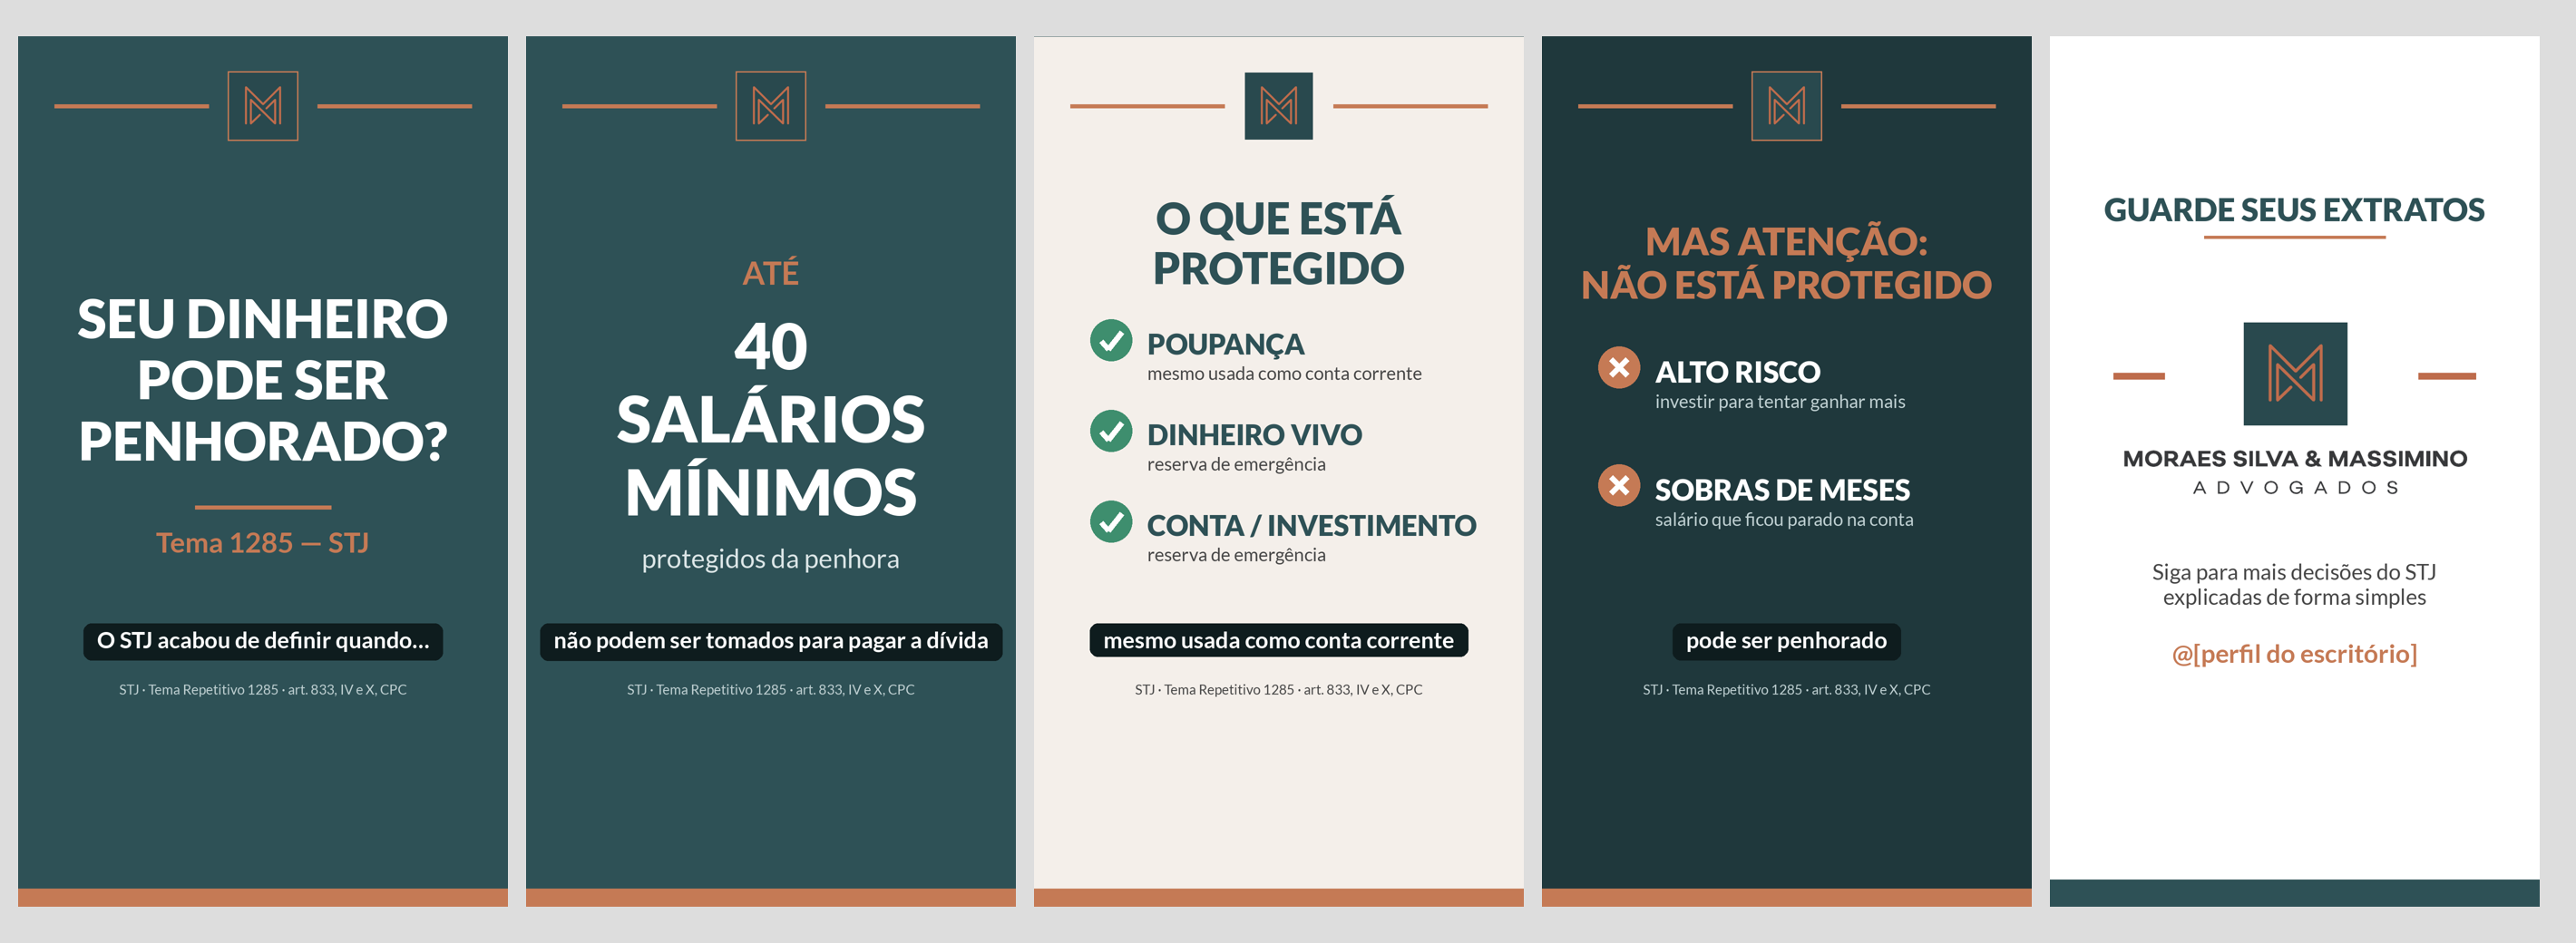 SEU DINHEIRO
PODE SER
PENHORADO?
Tema 1285 — STJ
O STJ acabou de definir quando...
STJ · Tema Repetitivo 1285 · art. 833, IV e X, CPC
ATÉ
40
SALÁRIOS
MÍNIMOS
protegidos da penhora
não podem ser tomados para pagar a dívida
STJ · Tema Repetitivo 1285 · art. 833, IV e X, CPC
O QUE ESTÁ
PROTEGIDO
POUPANÇA
mesmo usada como conta corrente
DINHEIRO VIVO
reserva de emergência
CONTA / INVESTIMENTO
reserva de emergência
mesmo usada como conta corrente
STJ · Tema Repetitivo 1285 · art. 833, IV e X, CPC
MAS ATENÇÃO:
NÃO ESTÁ PROTEGIDO
ALTO RISCO
investir para tentar ganhar mais
SOBRAS DE MESES
salário que ficou parado na conta
pode ser penhorado
STJ · Tema Repetitivo 1285 · art. 833, IV e X, CPC
GUARDE SEUS EXTRATOS
MORAES SILVA & MASSIMINO
ADVOGADOS
Siga para mais decisões do STJ
explicadas de forma simples
@[perfil do escritório]